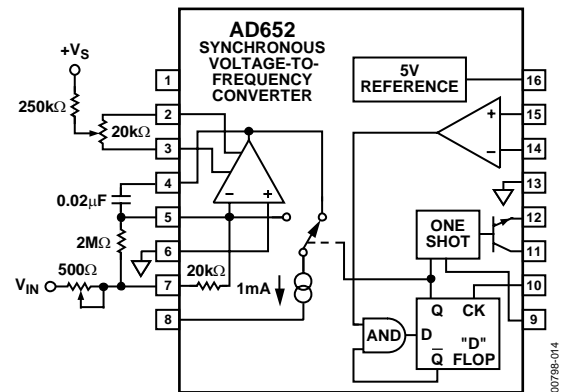 AD652
SYNCHRONOUS
VOLTAGE-TO-
FREQUENCY
CONVERTER
5V
REFERENCE
+VS
250kΩ
20kΩ
0.02μF
2MΩ
500Ω
VIN
1
2
3
4
5
6
7
8
20kΩ
1mA
–
+
+
–
16
15
14
13
12
11
10
9
ONE
SHOT
AND
D
Q
CK
"D"
Q̅
FLOP
00798-014